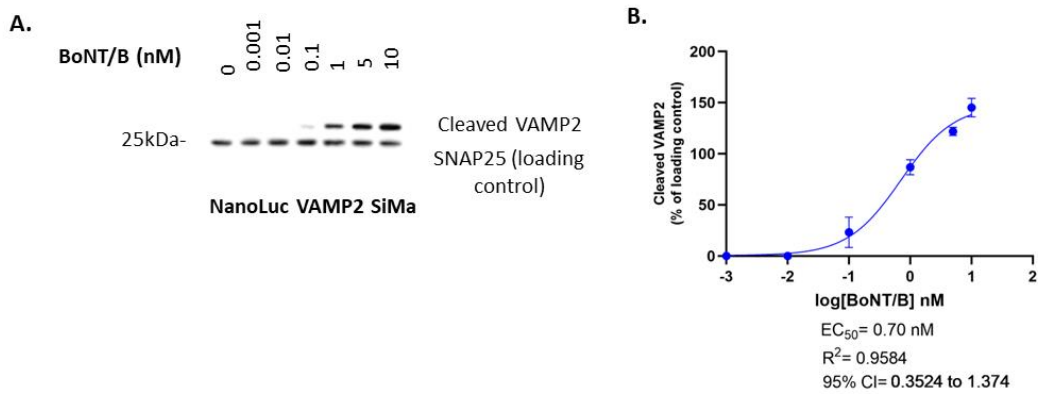 A.
BoNT/B (nM)
0
0.001
0.01
0.1
1
5
10
25kDa-
Cleaved VAMP2
SNAP25 (loading
control)
NanoLuc VAMP2 SiMa
B.
Cleaved VAMP2
(% of loading control)
200
150
100
50
0
-3
-2
-1
0
1
2
log[BoNT/B] nM
EC50= 0.70 nM
R2= 0.9584
95% CI= 0.3524 to 1.374